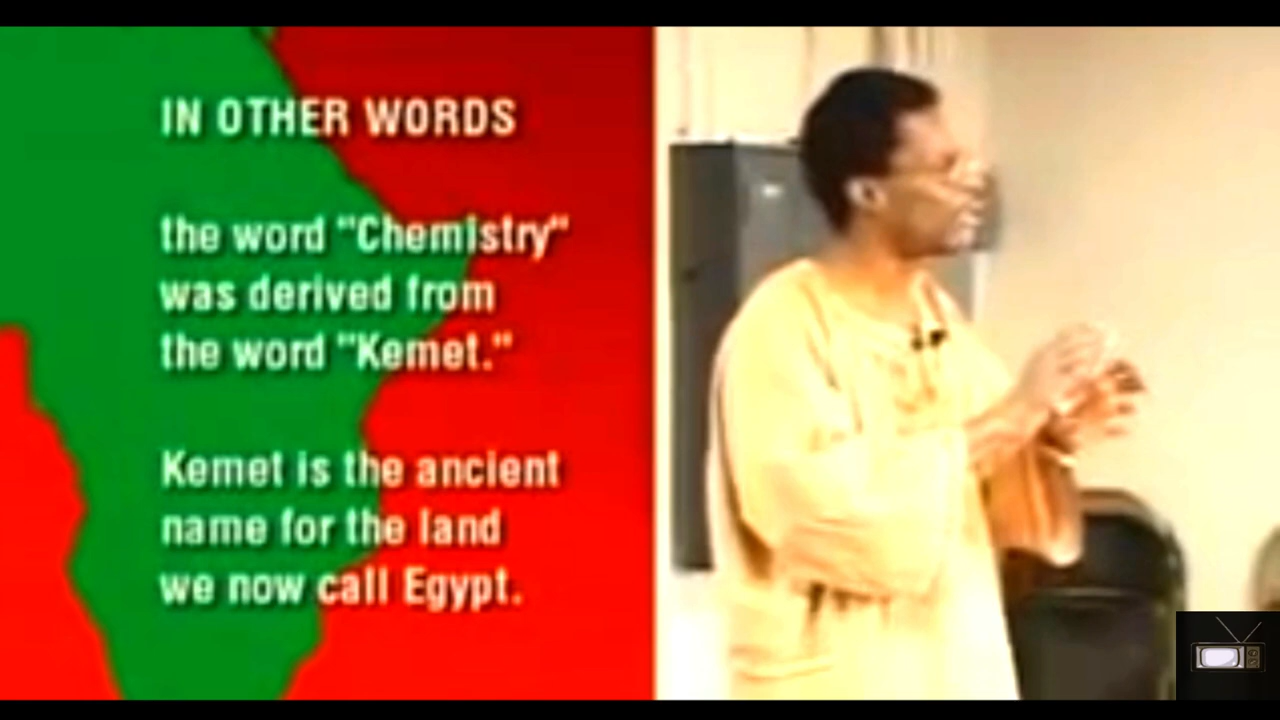 IN OTHER WORDS
the word "Chemistry"
was derived from
the word "Kemet."
Kemet is the ancient
name for the land
we now call Egypt.